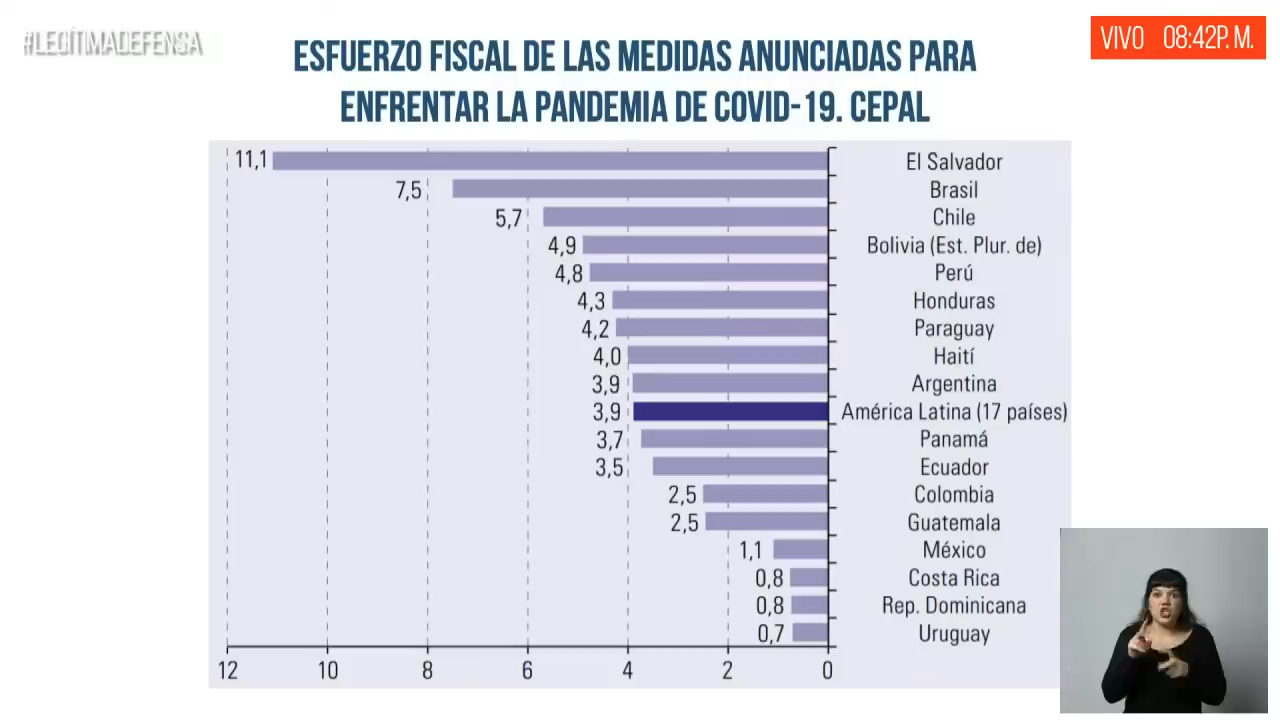 #LEGÍTIMADEFENSA
VIVO 08:42P.M.
ESFUERZO FISCAL DE LAS MEDIDAS ANUNCIADAS PARA
ENFRENTAR LA PANDEMIA DE COVID-19. CEPAL
11,1 El Salvador
7,5 Brasil
5,7 Chile
4,9 Bolivia (Est. Plur. de)
4,8 Perú
4,3 Honduras
4,2 Paraguay
4,0 Haití
3,9 Argentina
3,9 América Latina (17 países)
3,7 Panamá
3,5 Ecuador
2,5 Colombia
2,5 Guatemala
1,1 México
0,8 Costa Rica
0,8 Rep. Dominicana
0,7 Uruguay
12 10 8 6 4 2 0